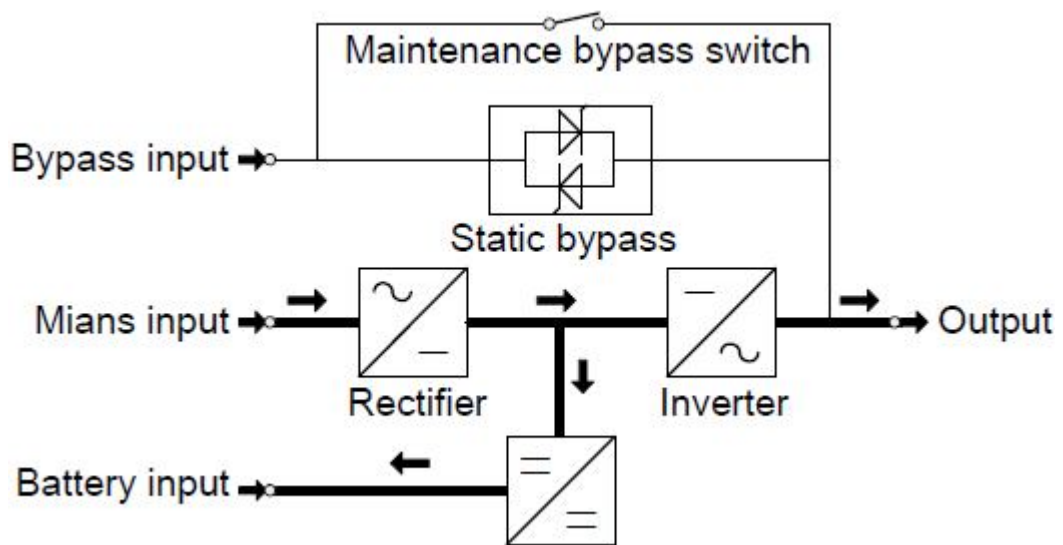 Maintenance bypass switch
Bypass input
Static bypass
Mians input
Output
Rectifier
Inverter
Battery input